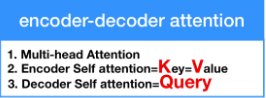 encoder-decoder attention
1. Multi-head Attention
2. Encoder Self attention=Key=Value
3. Decoder Self attention=Query